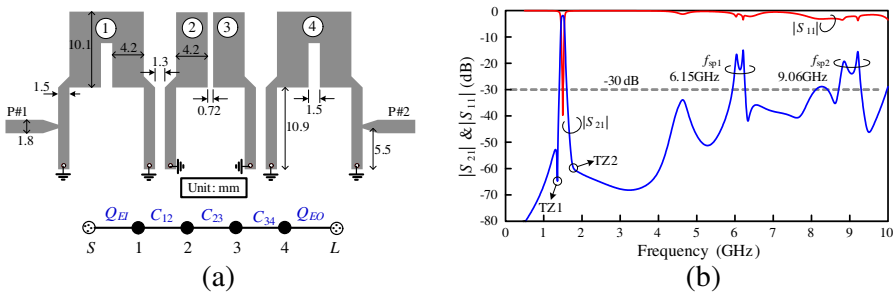 1
2
3
4
10.1
4.2
1.3
4.2
1.5
0.72
1.5
P#1
1.8
10.9
P#2
5.5
Unit: mm
Q_EI C_12 C_23 C_34 Q_EO
S 1 2 3 4 L
(a)
|S_21| & |S_11| (dB)
0
-10
-20
-30
-40
-50
-60
-70
-80
|S_11|
f_sp1
f_sp2
6.15GHz
9.06GHz
-30 dB
|S_21|
TZ2
TZ1
0 1 2 3 4 5 6 7 8 9 10
Frequency (GHz)
(b)